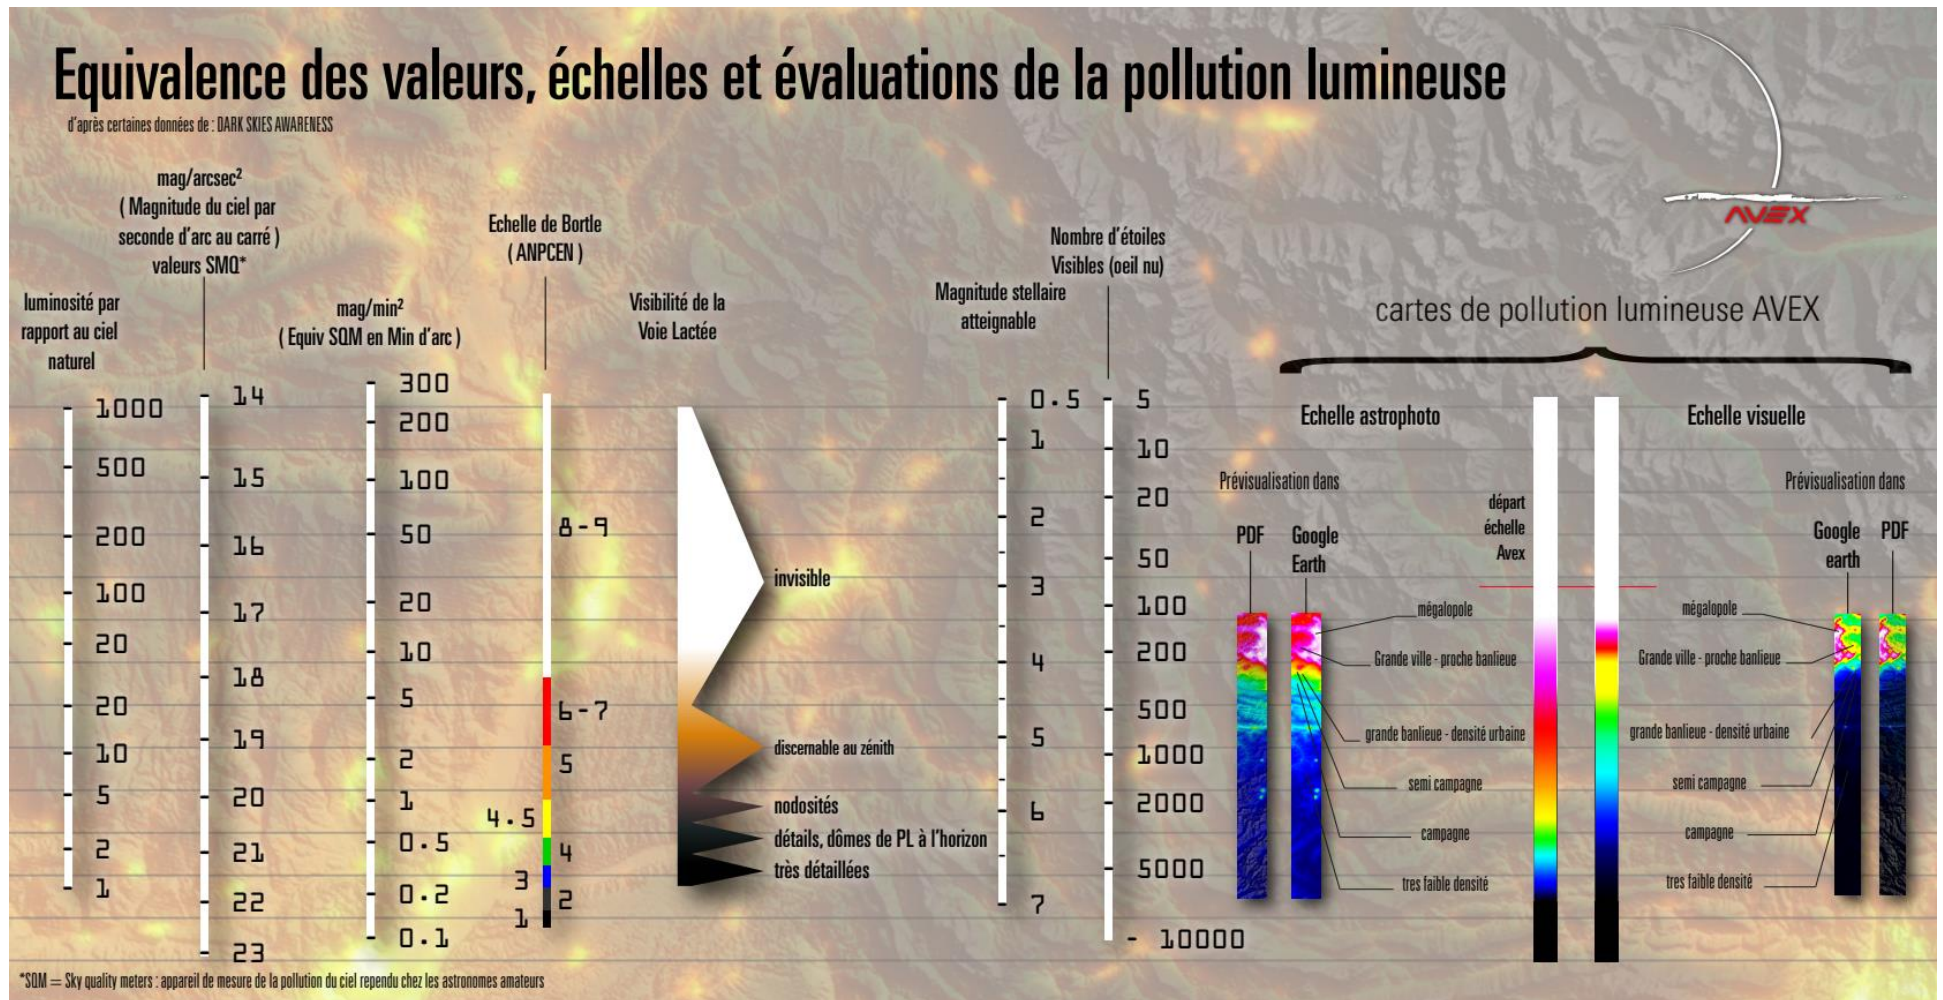 Equivalence des valeurs, échelles et évaluations de la pollution lumineuse
d'après certaines données de : DARK SKIES AWARENESS
AVEX
luminosité par
rapport au ciel
naturel
1000
500
200
100
20
20
10
5
2
1
mag/arcsec²
( Magnitude du ciel par
seconde d'arc au carré )
valeurs SMQ*
14
15
16
17
18
19
20
21
22
23
mag/min²
( Equiv SQM en Min d'arc )
300
200
100
50
20
10
5
2
1
0.5
0.2
0.1
Echelle de Bortle
( ANPCEN )
8-9
6-7
5
4.5
4
3
2
1
Visibilité de la
Voie Lactée
invisible
discernable au zénith
nodosités
détails, dômes de PL à l'horizon
très détaillées
Magnitude stellaire
atteignable
0.5
1
2
3
4
5
6
7
Nombre d'étoiles
Visibles (oeil nu)
5
10
20
50
100
200
500
1000
2000
5000
- 10000
cartes de pollution lumineuse AVEX
Echelle astrophoto
Prévisualisation dans
PDF
Google
Earth
départ
échelle
Avex
mégalopole
Grande ville - proche banlieue
grande banlieue - densité urbaine
semi campagne
campagne
tres faible densité
Echelle visuelle
Prévisualisation dans
Google
earth
PDF
mégalopole
Grande ville - proche banlieue
grande banlieue - densité urbaine
semi campagne
campagne
tres faible densité
*SQM = Sky quality meters : appareil de mesure de la pollution du ciel rependu chez les astronomes amateurs